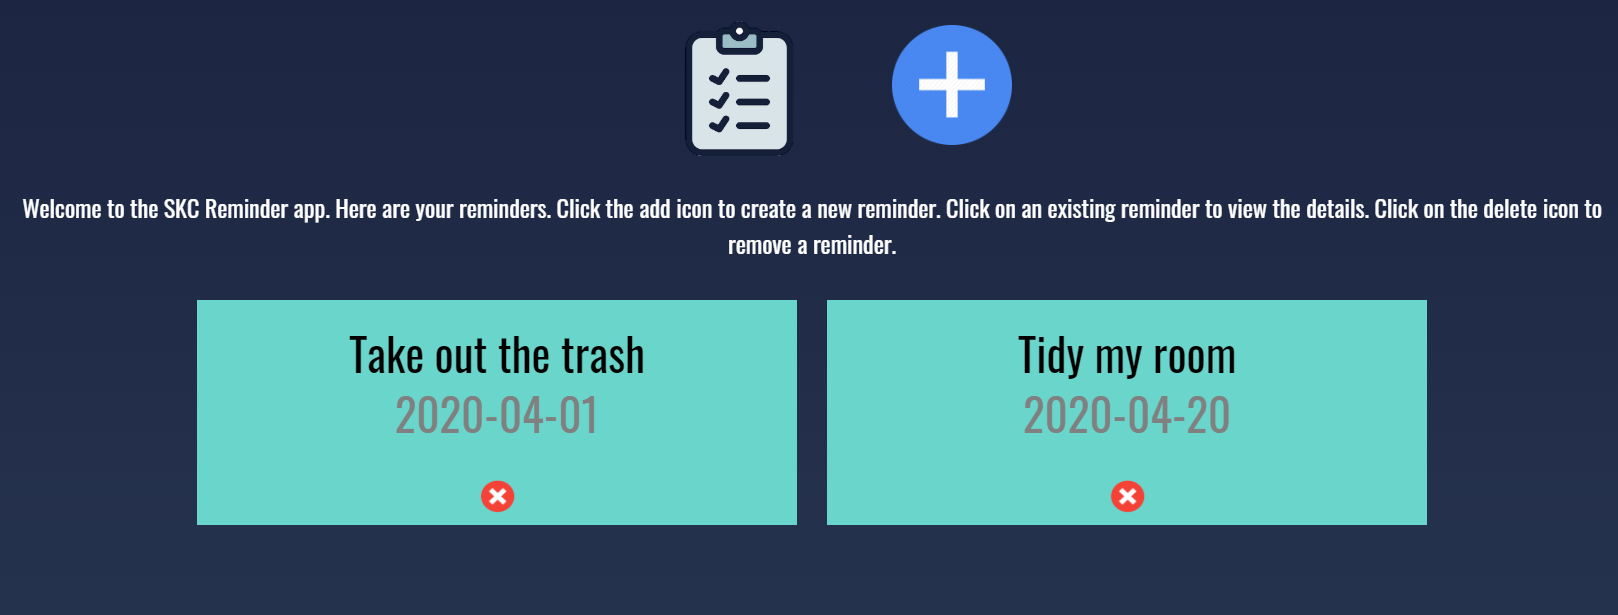 Welcome to the SKC Reminder app. Here are your reminders. Click the add icon to create a new reminder. Click on an existing reminder to view the details. Click on the delete icon to
remove a reminder.
Take out the trash
2020-04-01
Tidy my room
2020-04-20